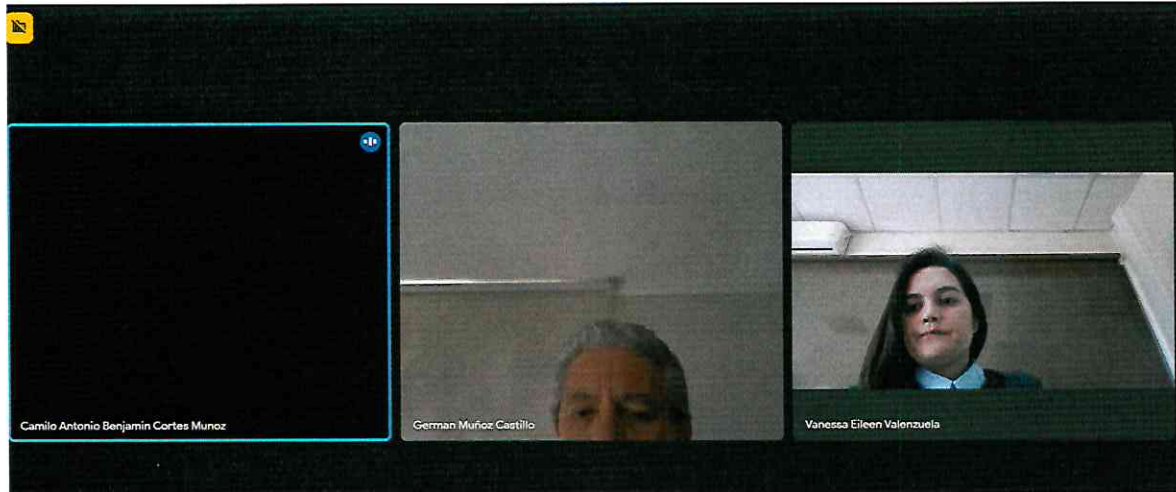 Camilo Antonio Benjamin Cortes Munoz
German Muñoz Castillo
Vanessa Eileen Valenzuela